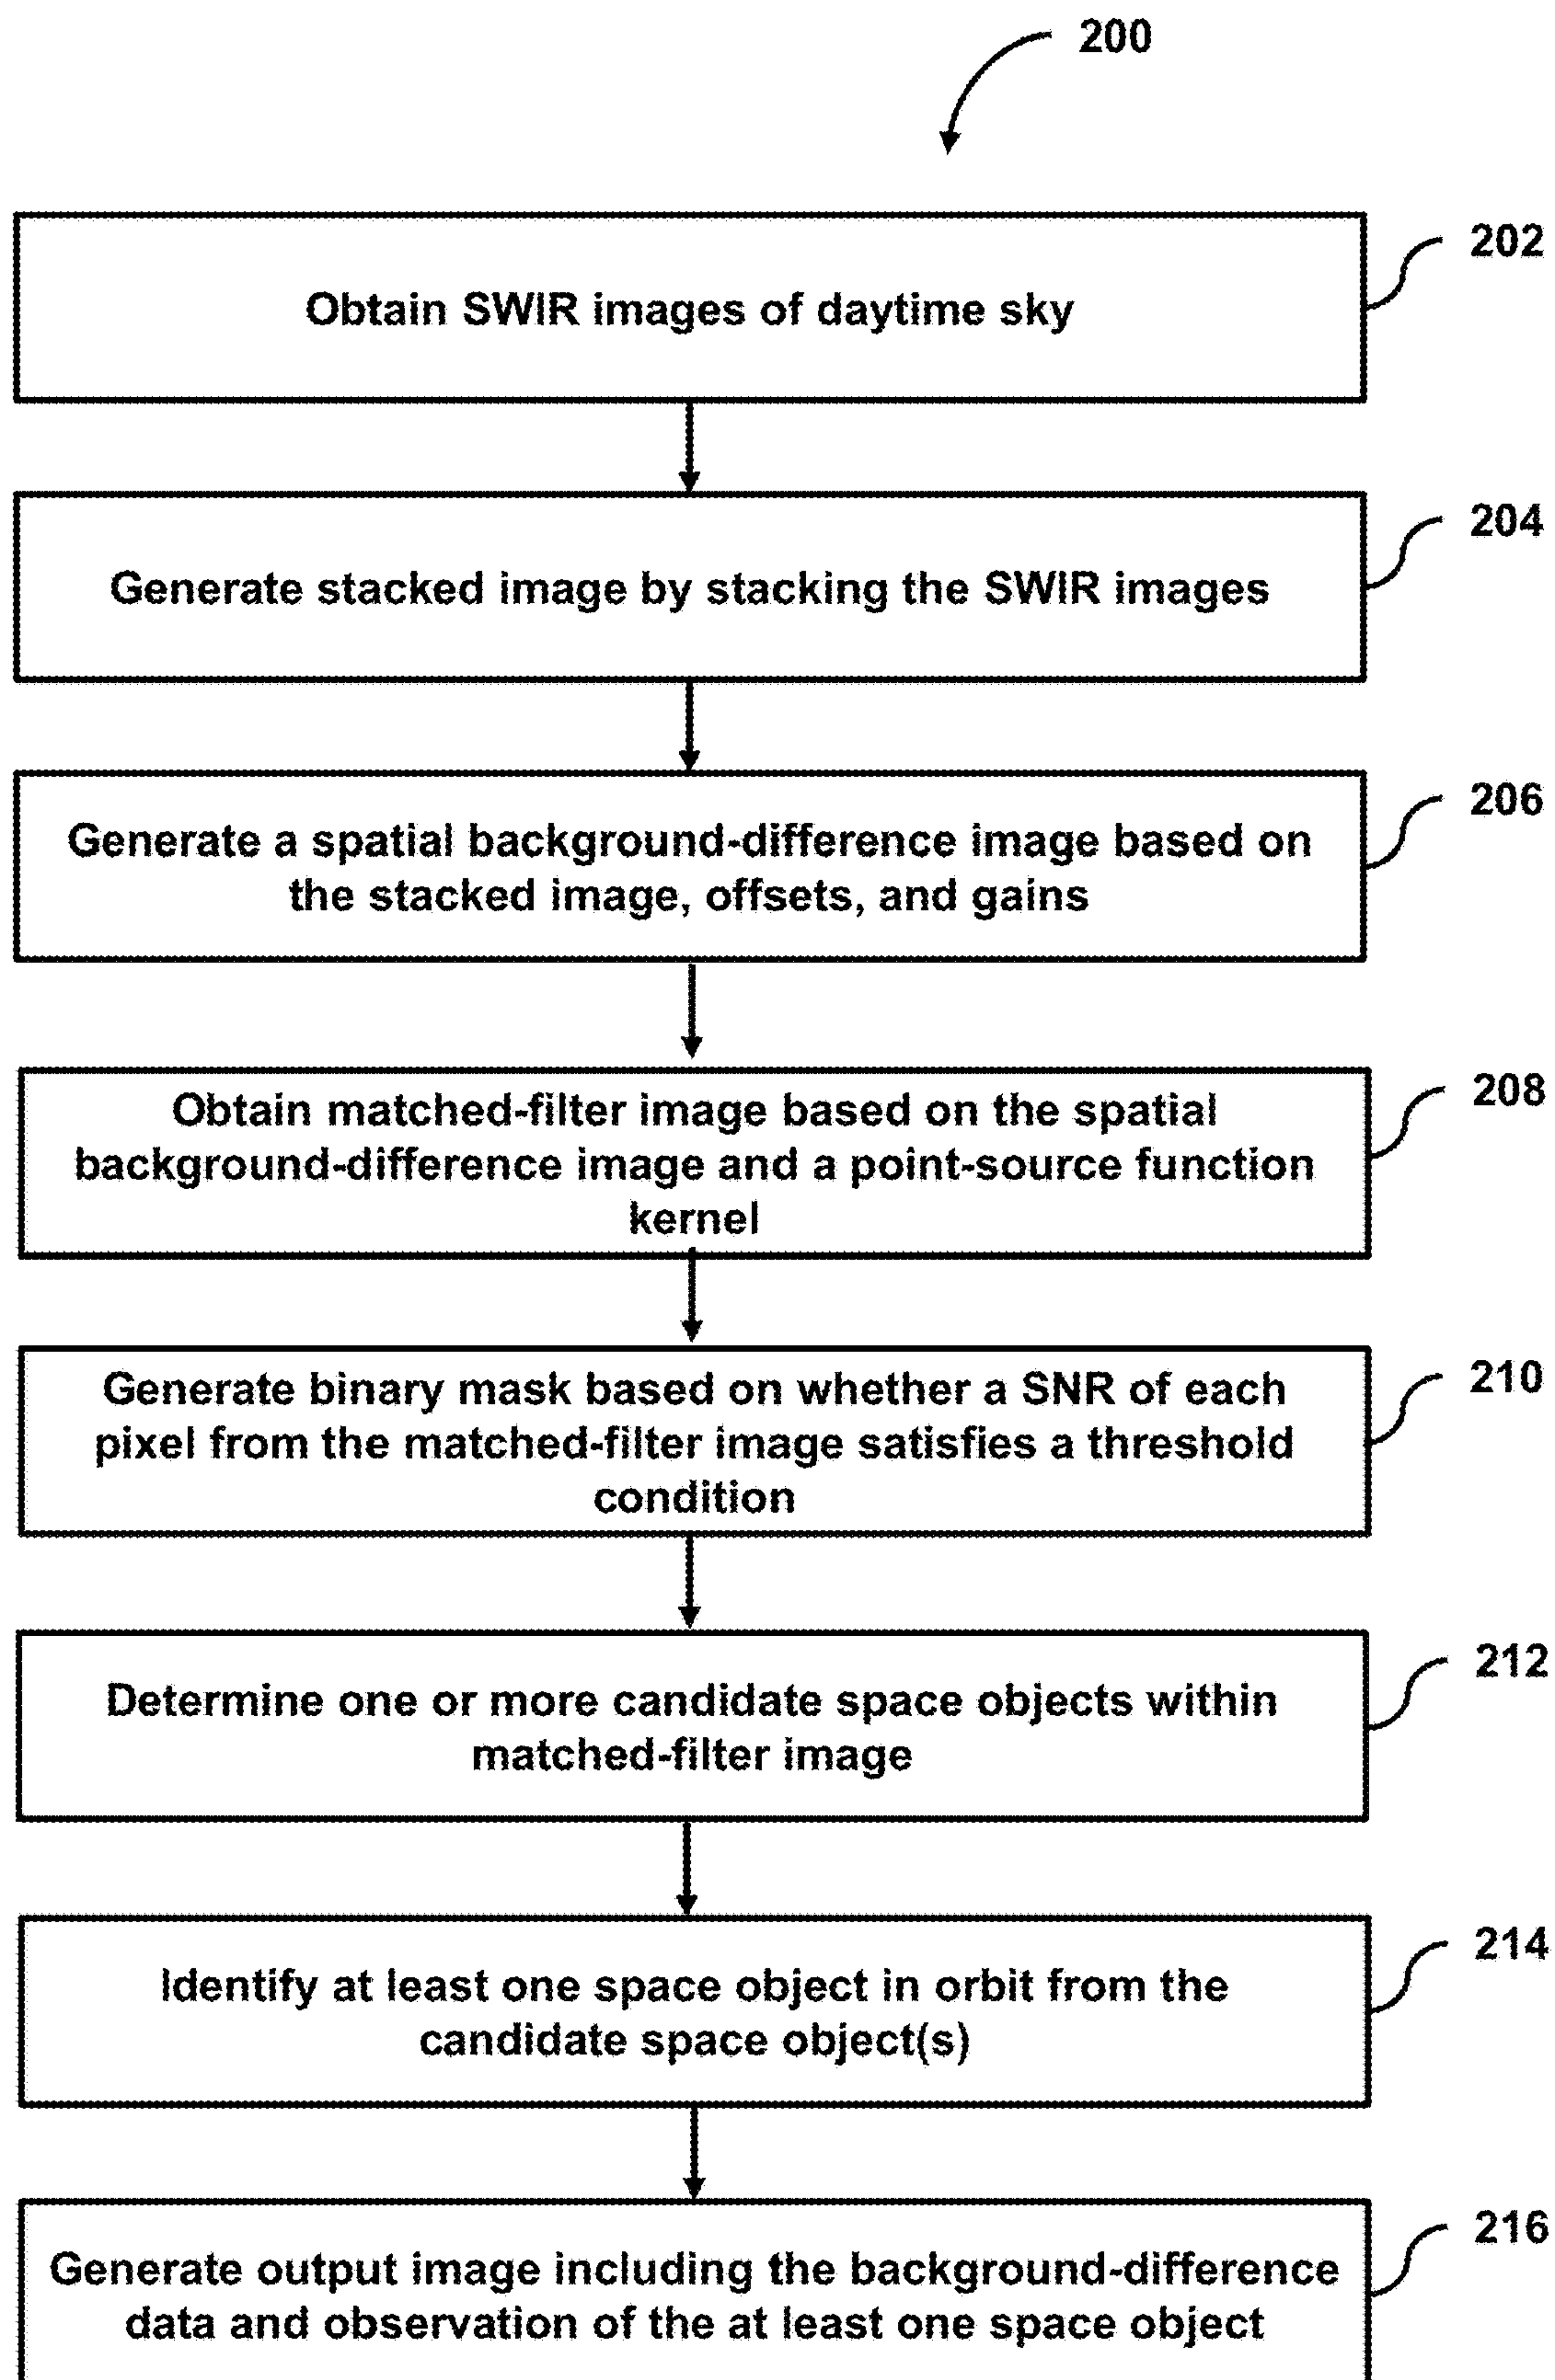 200
202
Obtain SWIR images of daytime sky
204
Generate stacked image by stacking the SWIR images
206
Generate a spatial background-difference image based on
the stacked image, offsets, and gains
208
Obtain matched-filter image based on the spatial
background-difference image and a point-source function
kernel
210
Generate binary mask based on whether a SNR of each
pixel from the matched-filter image satisfies a threshold
condition
212
Determine one or more candidate space objects within
matched-filter image
214
Identify at least one space object in orbit from the
candidate space object(s)
216
Generate output image including the background-difference
data and observation of the at least one space object